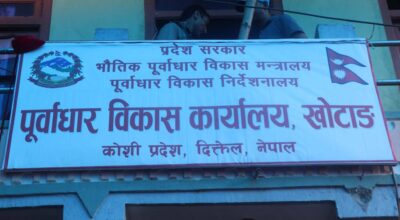 प्रदेश सरकार
भौतिक पूर्वाधार विकास मन्त्रालय
पूर्वाधार विकास निर्देशनालय
पूर्वाधार विकास कार्यालय, खोटाङ
कोशी प्रदेश, दिक्तेल, नेपाल